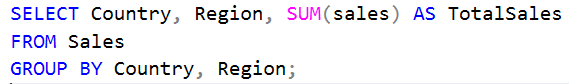 SELECT Country, Region, SUM(sales) AS TotalSales
FROM Sales
GROUP BY Country, Region;